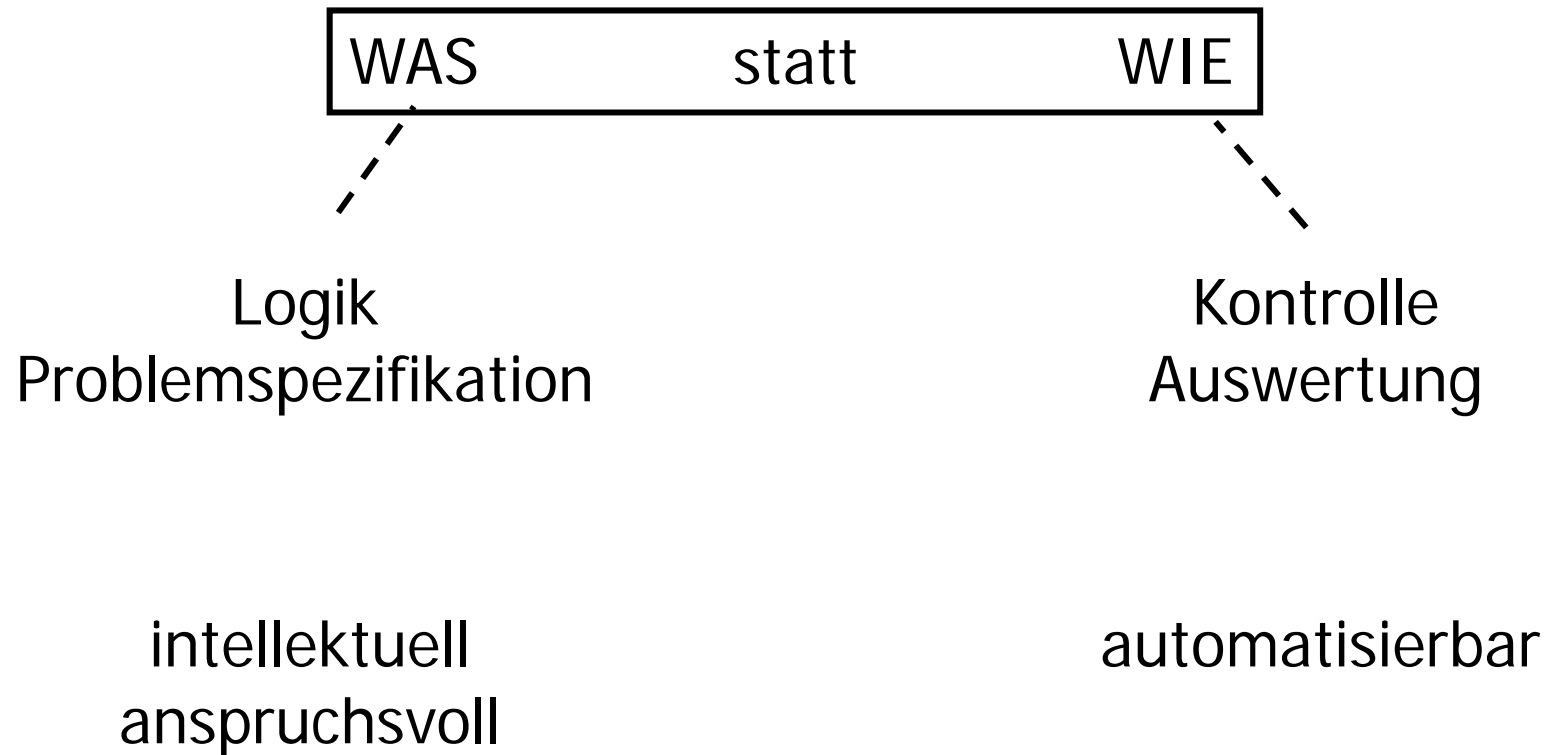 WAS statt WIE
Logik
Problemspezifikation
Kontrolle
Auswertung
intellektuell
anspruchsvoll
automatisierbar